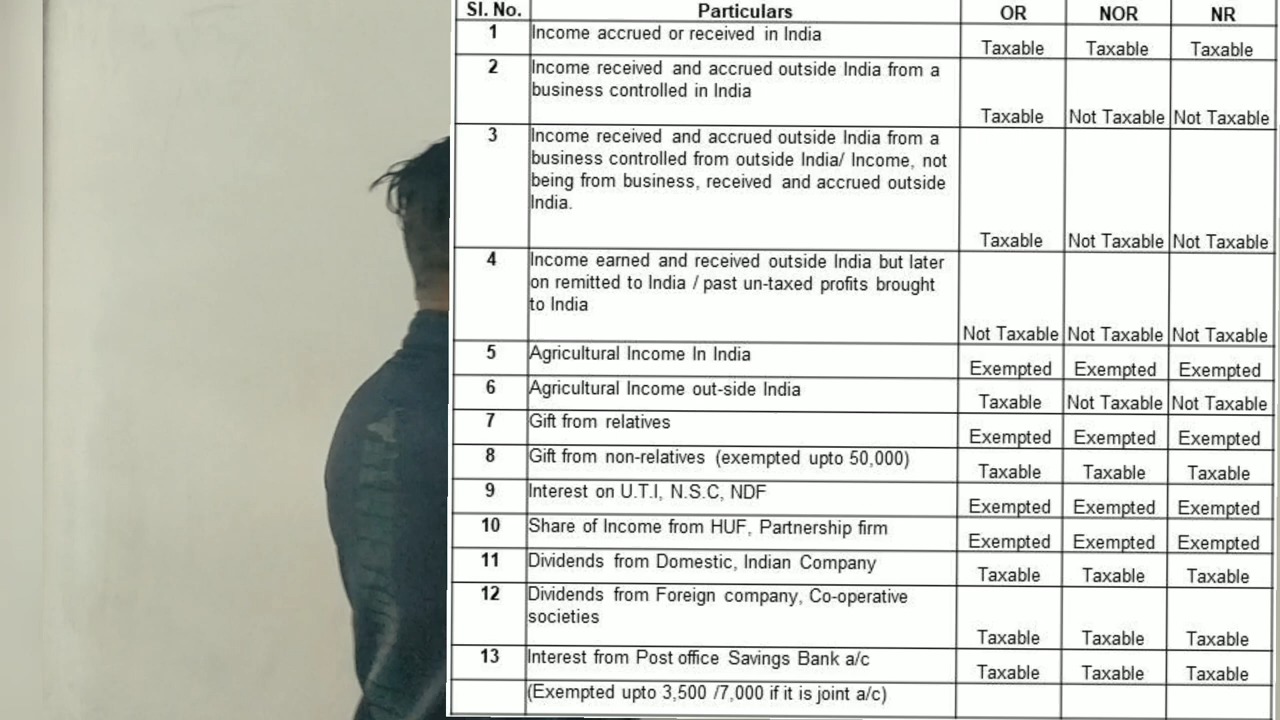 Sl. No. Particulars OR NOR NR
1 Income accrued or received in India Taxable Taxable Taxable
2 Income received and accrued outside India from a
business controlled in India
Taxable Not Taxable Not Taxable
3 Income received and accrued outside India from a
business controlled from outside India/ Income, not
being from business, received and accrued outside
India.
Taxable Not Taxable Not Taxable
4 Income earned and received outside India but later
on remitted to India / past un-taxed profits brought
to India
Not Taxable Not Taxable Not Taxable
5 Agricultural Income In India Exempted Exempted Exempted
6 Agricultural Income out-side India Taxable Not Taxable Not Taxable
7 Gift from relatives Exempted Exempted Exempted
8 Gift from non-relatives (exempted upto 50,000) Taxable Taxable Taxable
9 Interest on U.T.I, N.S.C, NDF Exempted Exempted Exempted
10 Share of Income from HUF, Partnership firm Exempted Exempted Exempted
11 Dividends from Domestic, Indian Company Taxable Taxable Taxable
12 Dividends from Foreign company, Co-operative
societies
Taxable Taxable Taxable
13 Interest from Post office Savings Bank a/c Taxable Taxable Taxable
(Exempted upto 3,500 /7,000 if it is joint a/c)